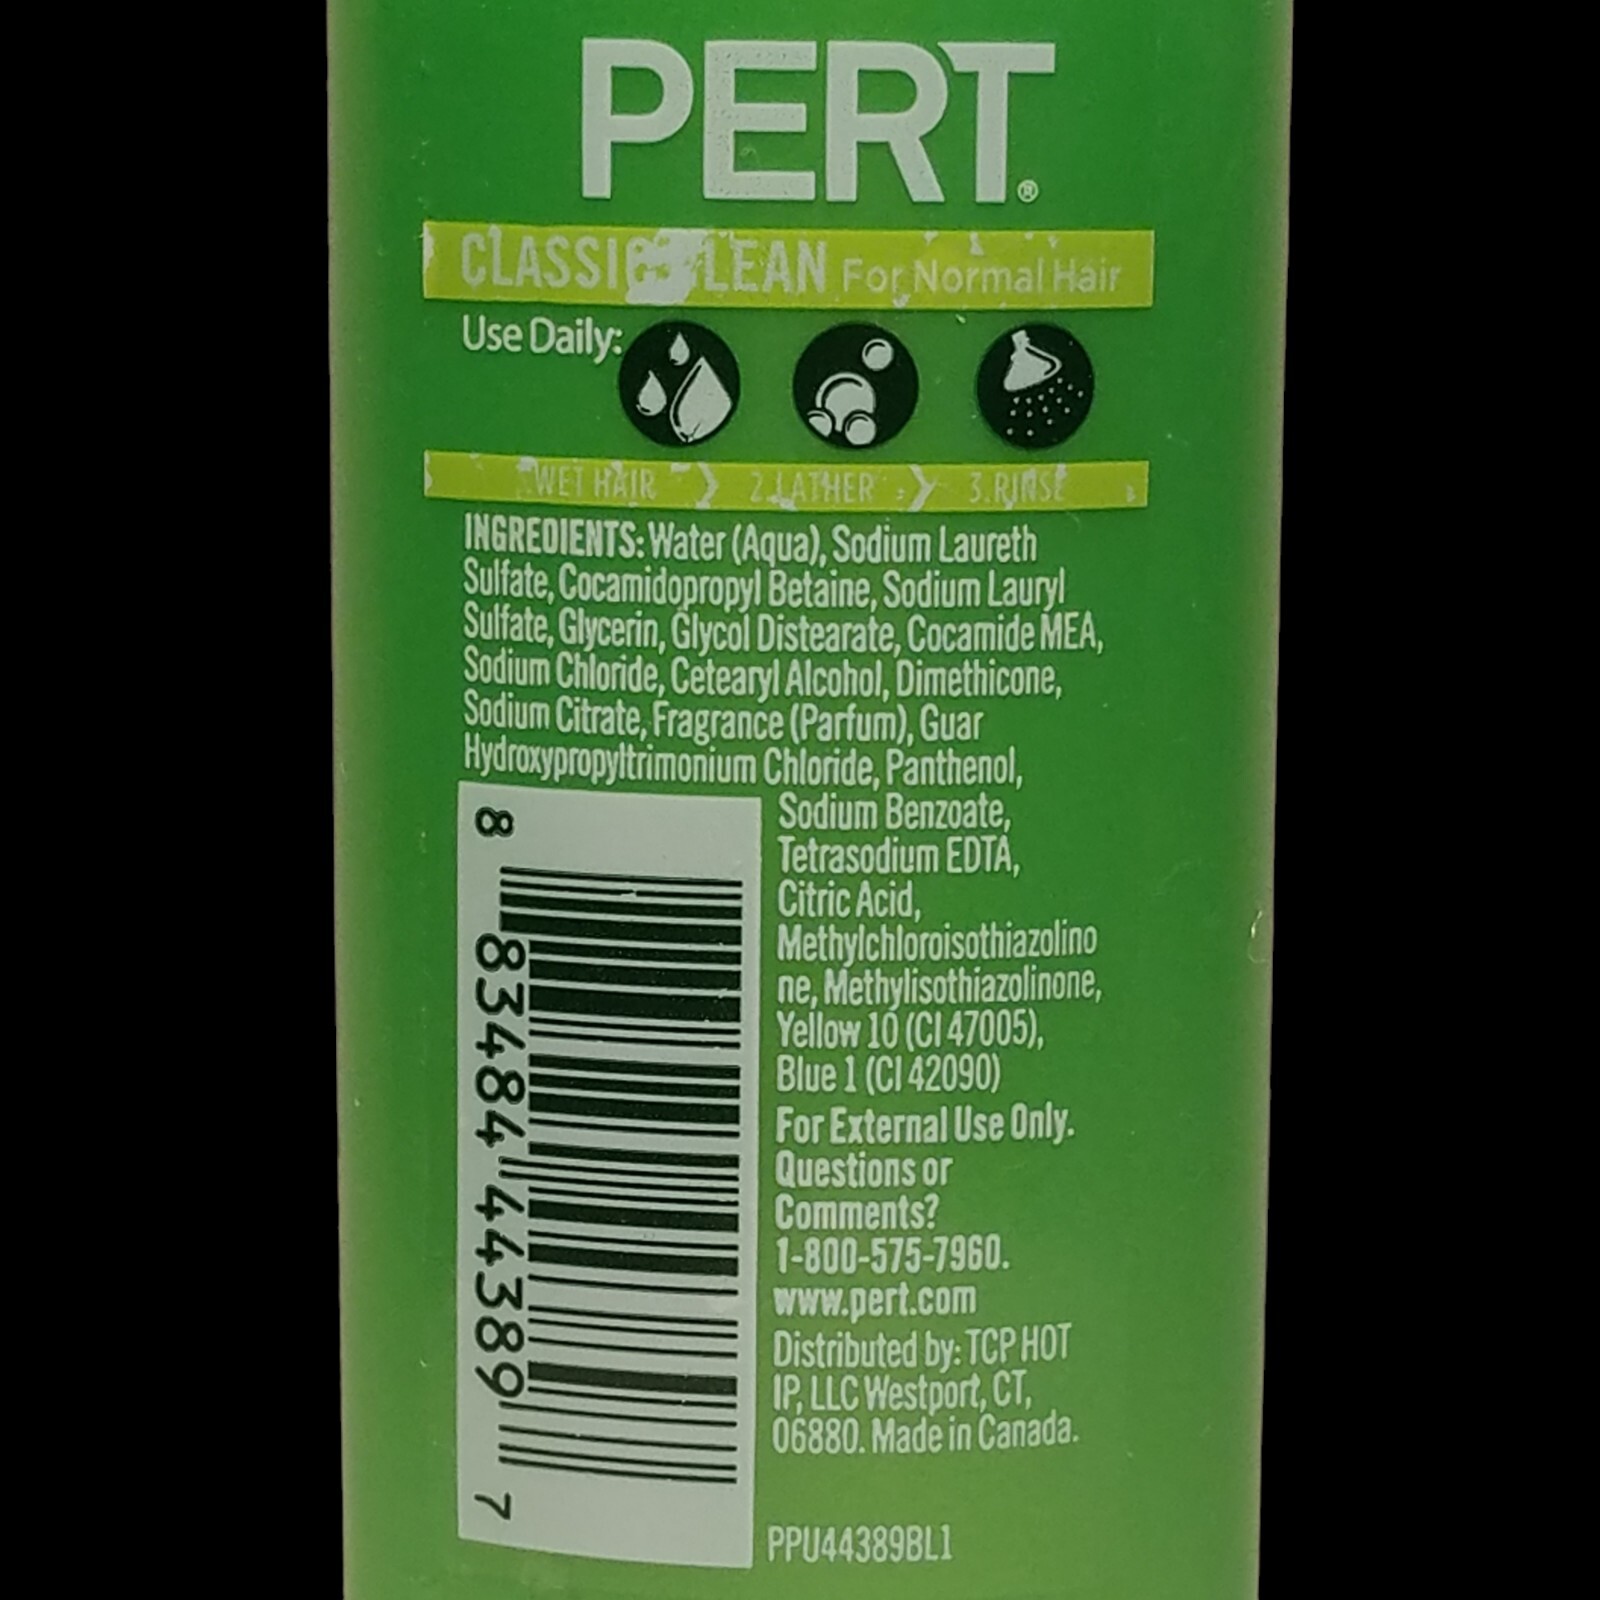 PERT®
CLASSIC CLEAN For Normal Hair
Use Daily:
WET HAIR 2.LATHER 3.RINSE
INGREDIENTS: Water (Aqua), Sodium Laureth
Sulfate, Cocamidopropyl Betaine, Sodium Lauryl
Sulfate, Glycerin, Glycol Distearate, Cocamide MEA,
Sodium Chloride, Cetearyl Alcohol, Dimethicone,
Sodium Citrate, Fragrance (Parfum), Guar
Hydroxypropyltrimonium Chloride, Panthenol,
Sodium Benzoate,
Tetrasodium EDTA,
Citric Acid,
Methylchloroisothiazolino
ne, Methylisothiazolinone,
Yellow 10 (CI 47005),
Blue 1 (CI 42090)
For External Use Only.
Questions or
Comments?
1-800-575-7960.
www.pert.com
Distributed by: TCP HOT
IP, LLC Westport, CT,
06880. Made in Canada.
PPU44389BL1
8 83484 44389 7